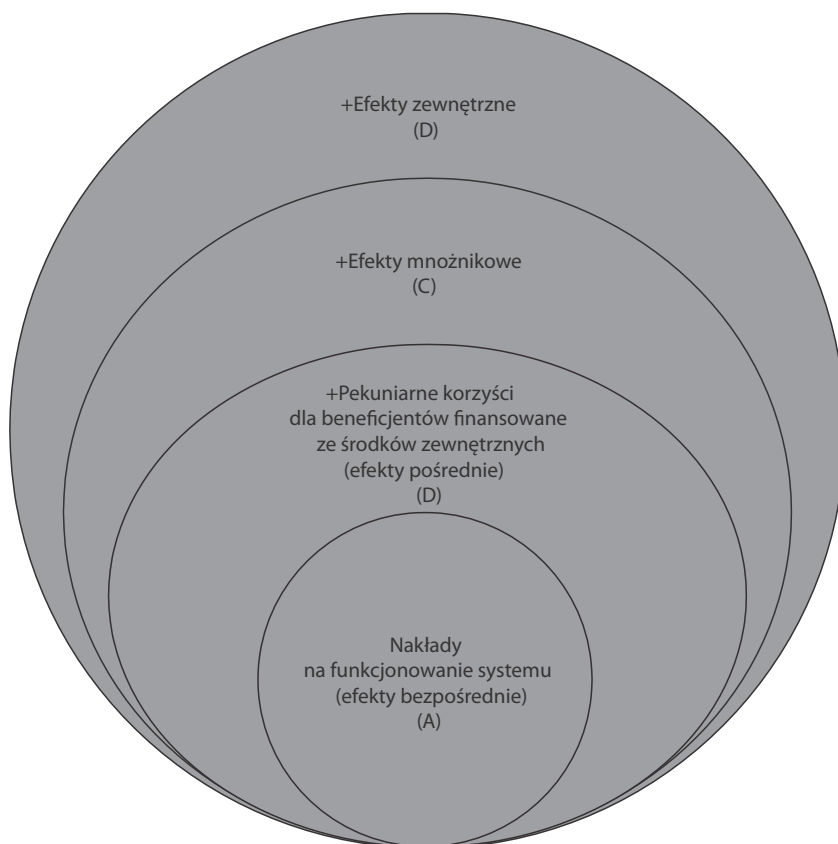 +Efekty zewnętrzne
(D)
+Efekty mnożnikowe
(C)
+Pekuniarne korzyści
dla beneficjentów finansowane
ze środków zewnętrznych
(efekty pośrednie)
(D)
Nakłady
na funkcjonowanie systemu
(efekty bezpośrednie)
(A)